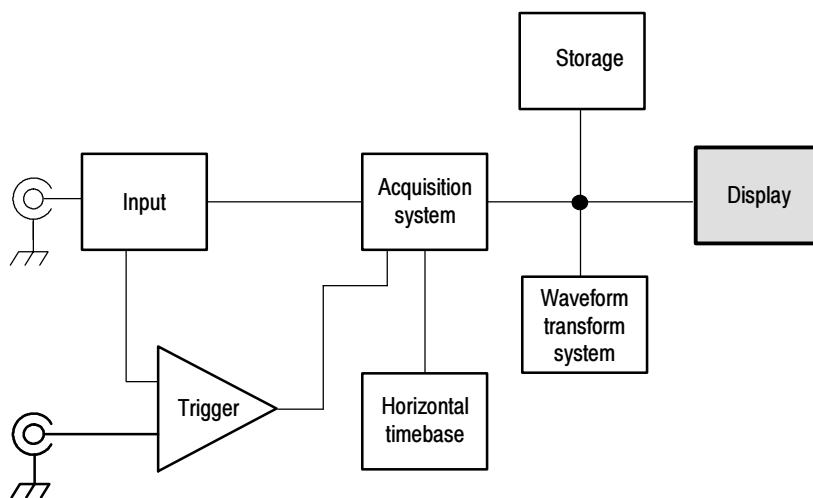 Storage
Input
Acquisition
system
Display
Waveform
transform
system
Trigger
Horizontal
timebase